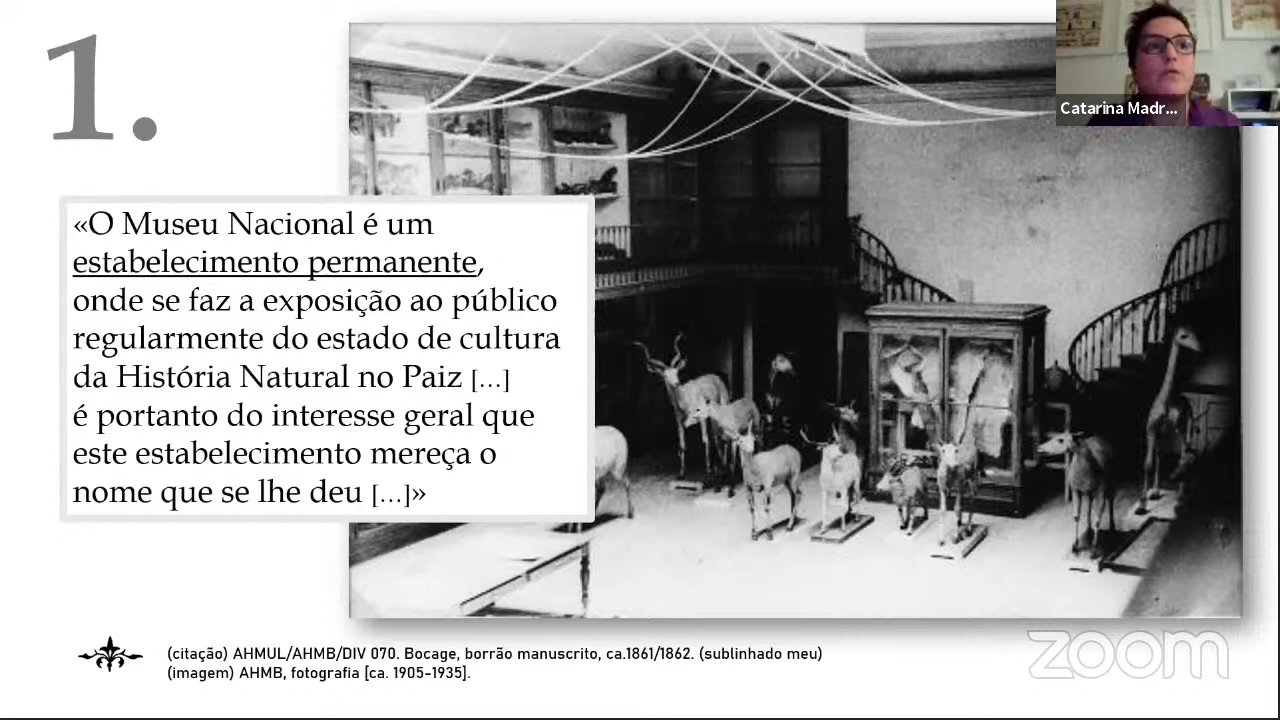 1.
Catarina Madr...
«O Museu Nacional é um
estabelecimento permanente,
onde se faz a exposição ao público
regularmente do estado de cultura
da História Natural no Paiz [...]
é portanto do interesse geral que
este estabelecimento mereça o
nome que se lhe deu [...]»
(citação) AHMUL/AHMB/DIV 070. Bocage, borrão manuscrito, ca.1861/1862. (sublinhado meu)
(imagem) AHMB, fotografia [ca. 1905-1935].
zoom